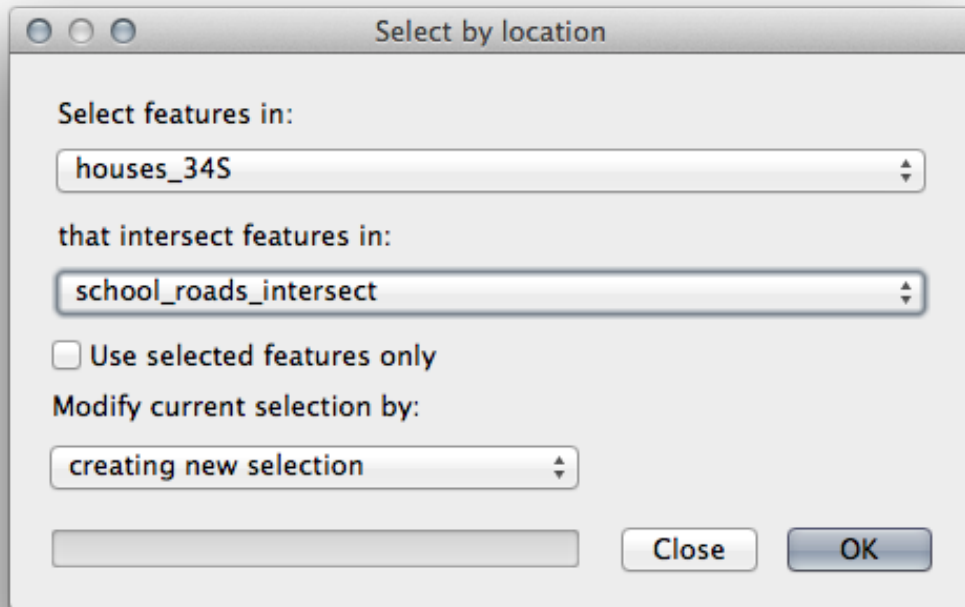 Select by location
Select features in:
houses_34S
that intersect features in:
school_roads_intersect
Use selected features only
Modify current selection by:
creating new selection
Close OK